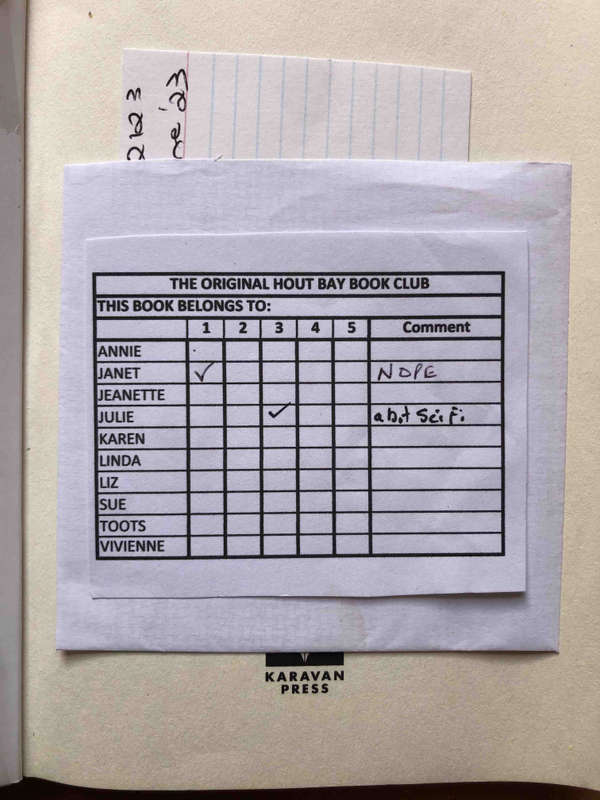 THE ORIGINAL HOUT BAY BOOK CLUB
THIS BOOK BELONGS TO:
1 2 3 4 5 Comment
ANNIE
JANET ✓ NOPE
JEANETTE
JULIE ✓ a bit Sci Fi
KAREN
LINDA
LIZ
SUE
TOOTS
VIVIENNE
KARAVAN
PRESS